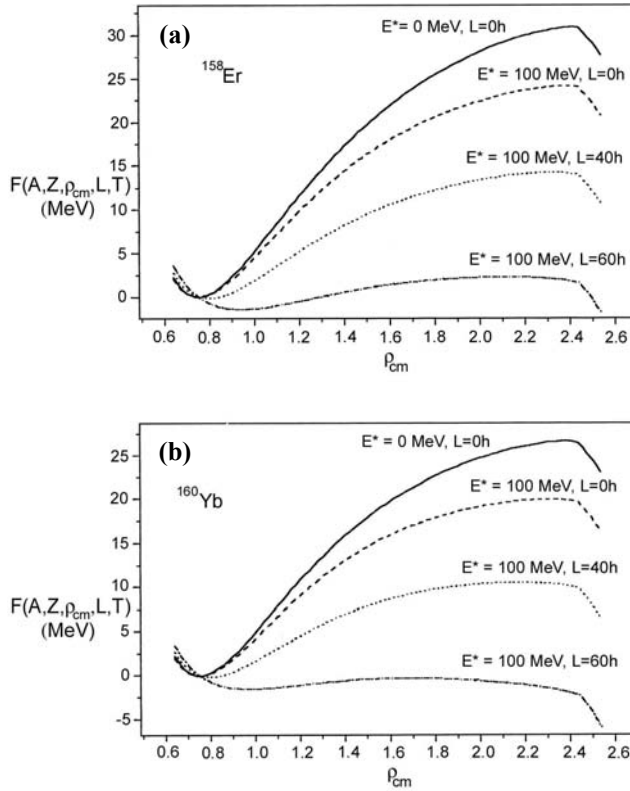 (a)
E*= 0 MeV, L=0h
¹⁵⁸Er
E* = 100 MeV, L=0h
F(A,Z,ρcm,L,T)
(MeV)
E* = 100 MeV, L=40h
E* = 100 MeV, L=60h
30
25
20
15
10
5
0
0.6 0.8 1.0 1.2 1.4 1.6 1.8 2.0 2.2 2.4 2.6
ρcm
(b)
E* = 0 MeV, L=0h
¹⁶⁰Yb
E* = 100 MeV, L=0h
F(A,Z,ρcm,L,T)
(MeV)
E* = 100 MeV, L=40h
E* = 100 MeV, L=60h
25
20
15
10
5
0
-5
0.6 0.8 1.0 1.2 1.4 1.6 1.8 2.0 2.2 2.4 2.6
ρcm